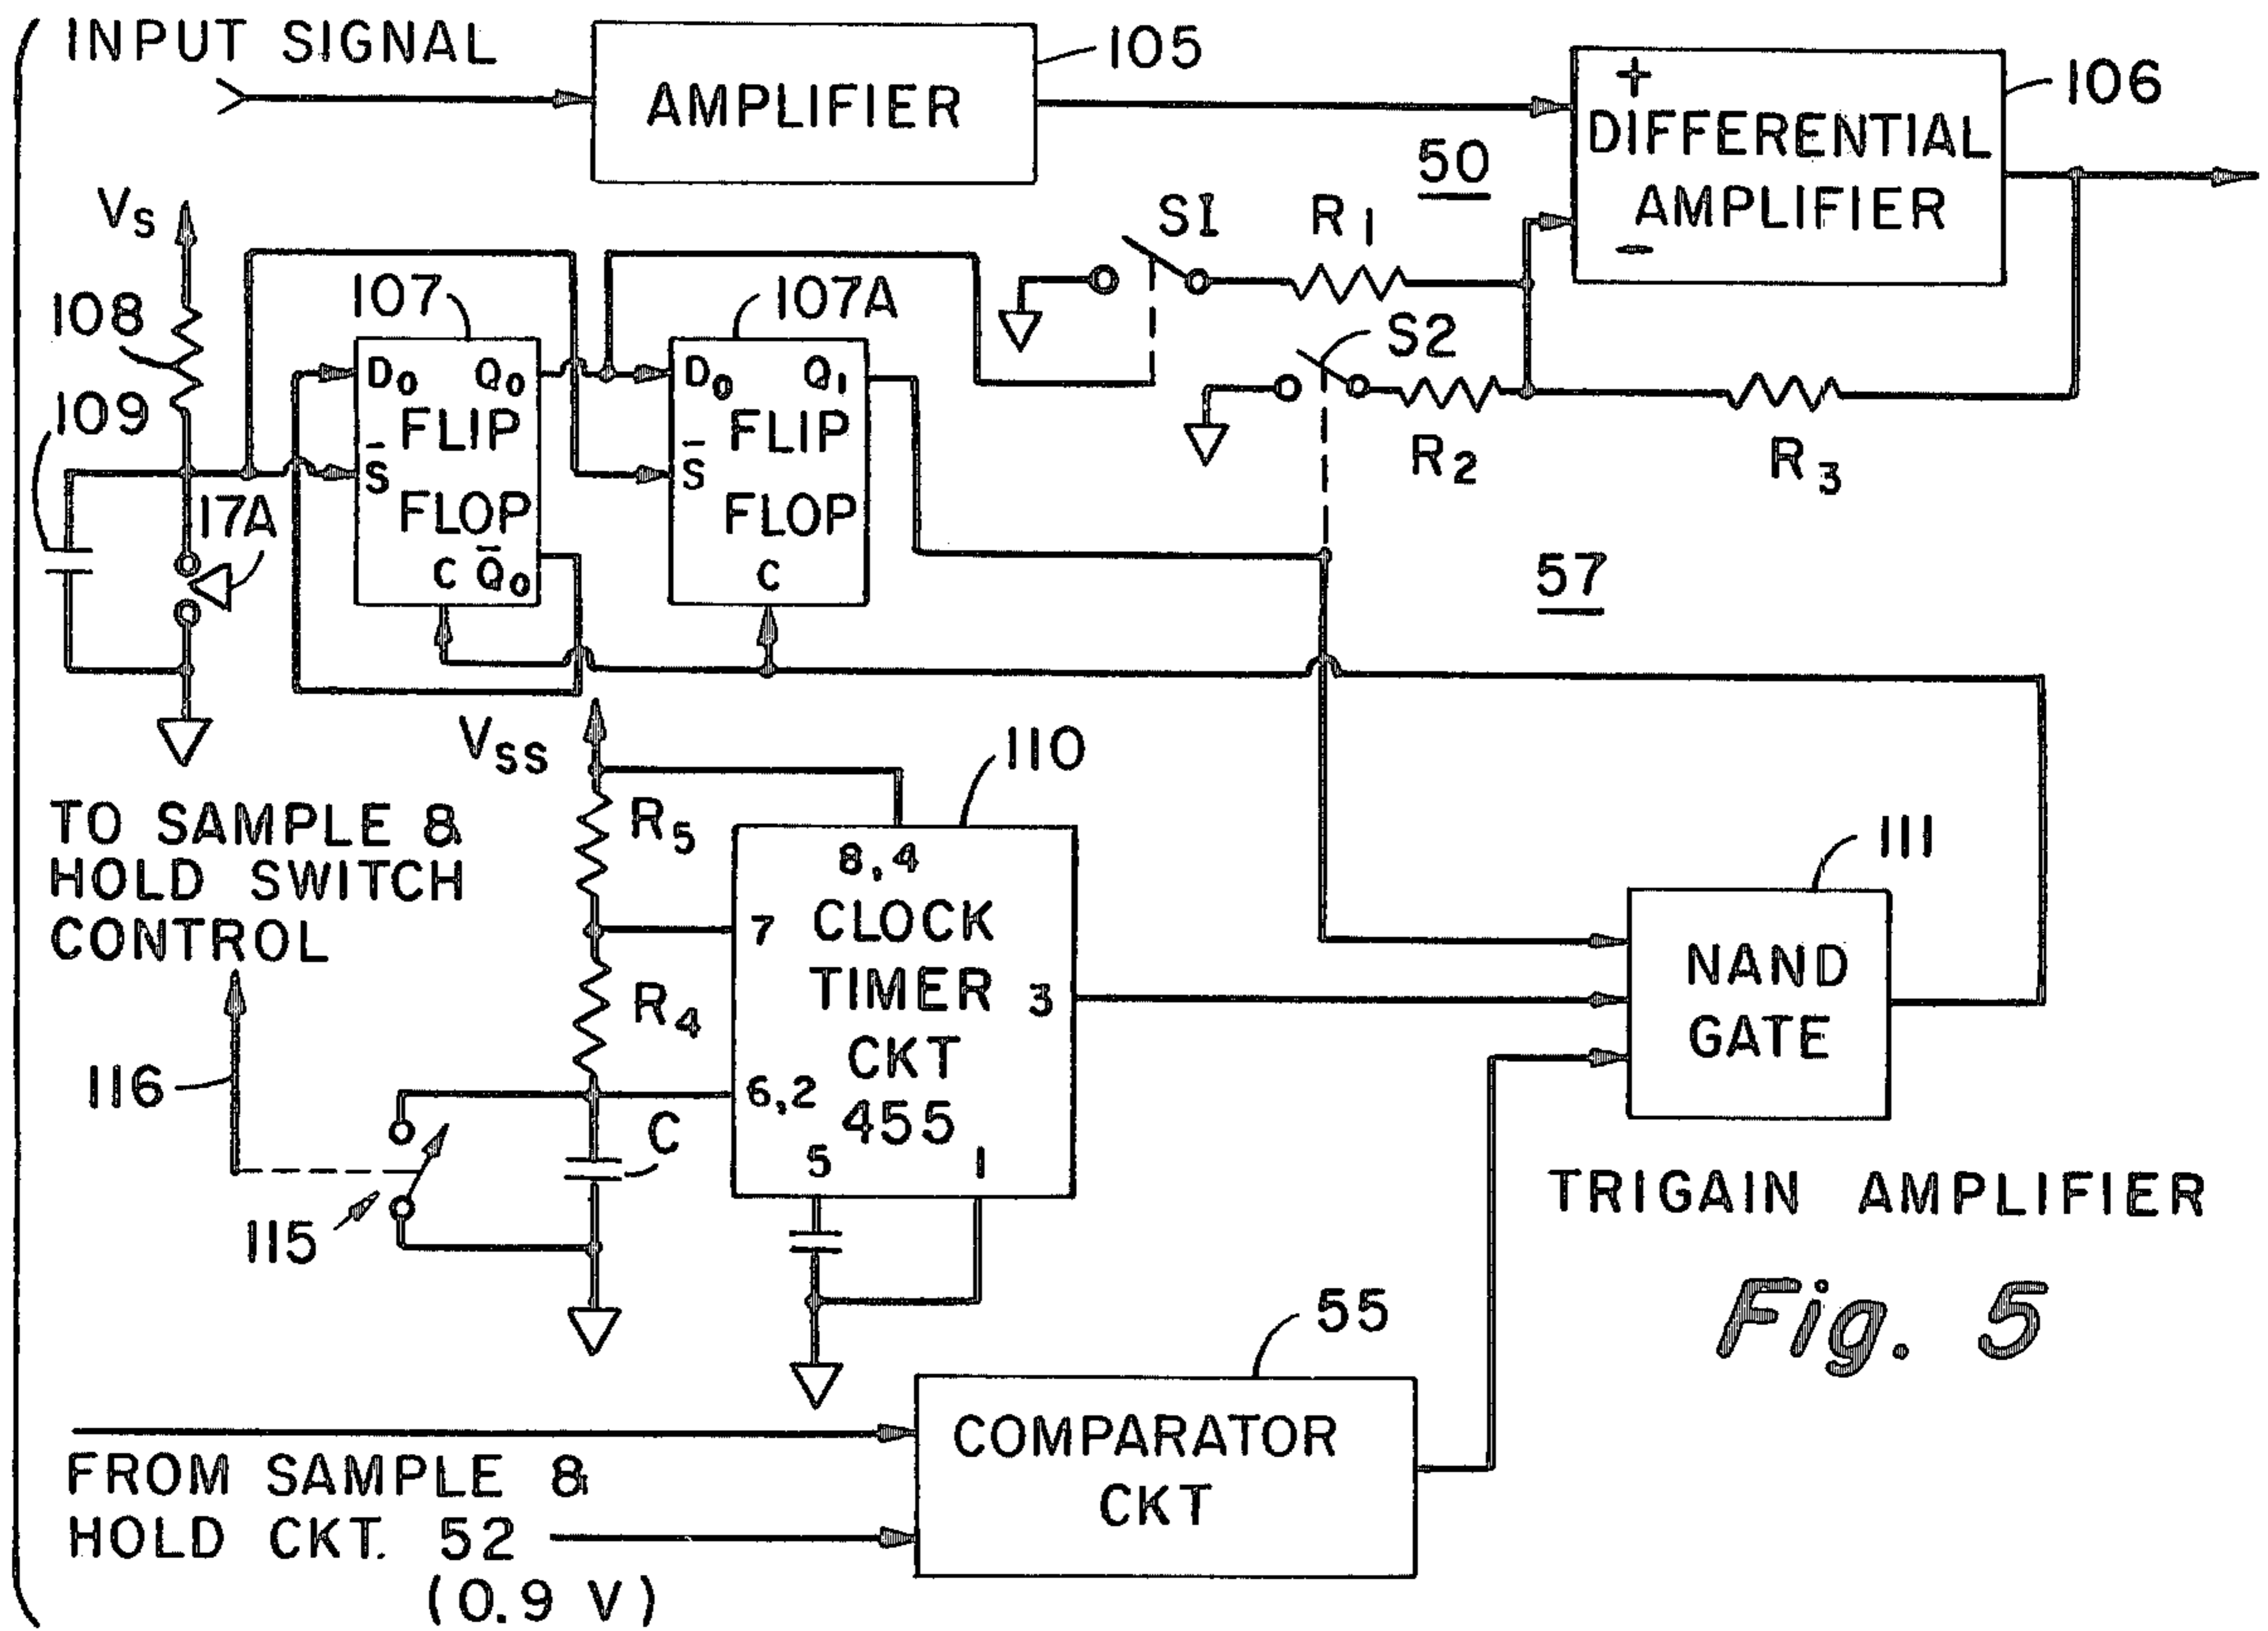 INPUT SIGNAL
AMPLIFIER
105
+
DIFFERENTIAL
AMPLIFIER
-
106
50
VS
108
109
17A
107
D0 Q0
FLIP
S̄
FLOP
C Q̄0
107A
D0 Q1
FLIP
S̄
FLOP
C
SI
R1
S2
R2
R3
57
VSS
110
R5
8,4
7 CLOCK
TIMER 3
R4
CKT
6,2
455
5 1
C
TO SAMPLE &
HOLD SWITCH
CONTROL
116
115
111
NAND
GATE
TRIGAIN AMPLIFIER
Fig. 5
55
COMPARATOR
CKT
FROM SAMPLE &
HOLD CKT. 52
(0.9 V)